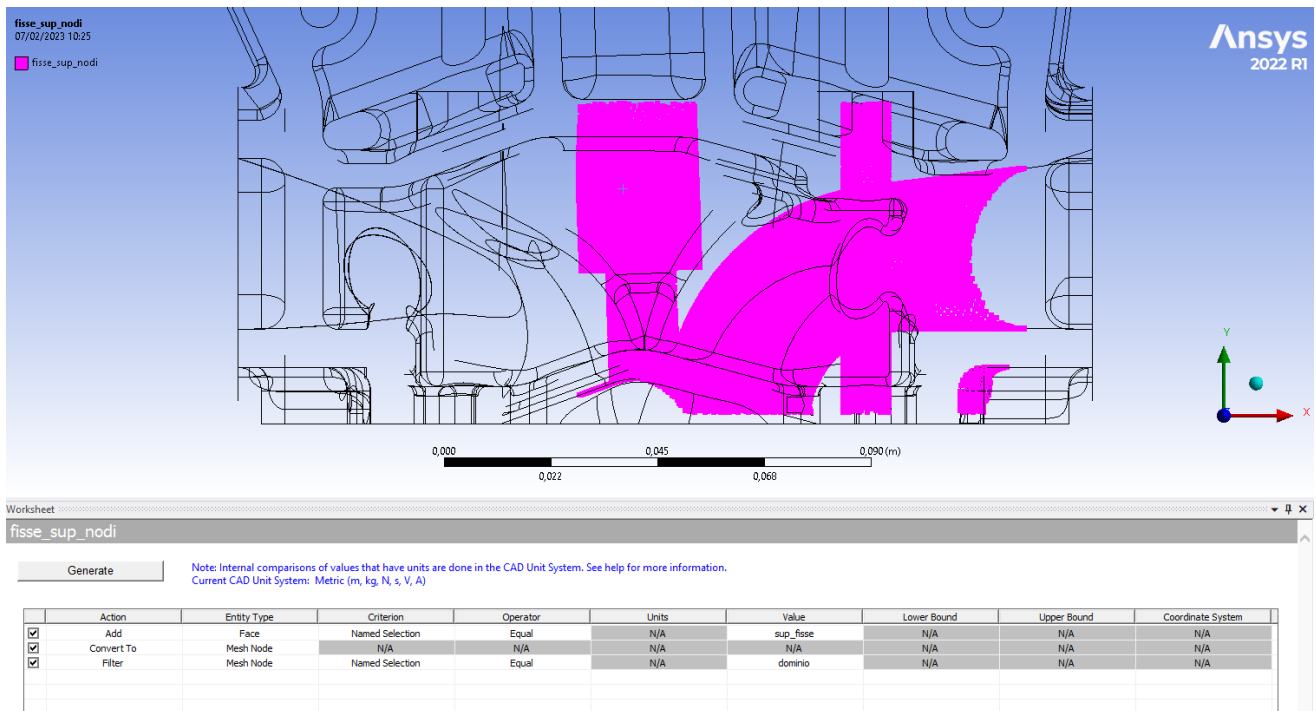 fisse_sup_nodi
07/02/2023 10:25
fisse_sup_nodi
Ansys
2022 R1
Y
X
0,000 0,045 0,090 (m)
0,022 0,068
Worksheet
fisse_sup_nodi
Generate
Note: Internal comparisons of values that have units are done in the CAD Unit System. See help for more information.
Current CAD Unit System: Metric (m, kg, N, s, V, A)
Action Entity Type Criterion Operator Units Value Lower Bound Upper Bound Coordinate System
Add Face Named Selection Equal N/A sup_fisse N/A N/A N/A
Convert To Mesh Node N/A N/A N/A N/A N/A N/A N/A
Filter Mesh Node Named Selection Equal N/A dominio N/A N/A N/A